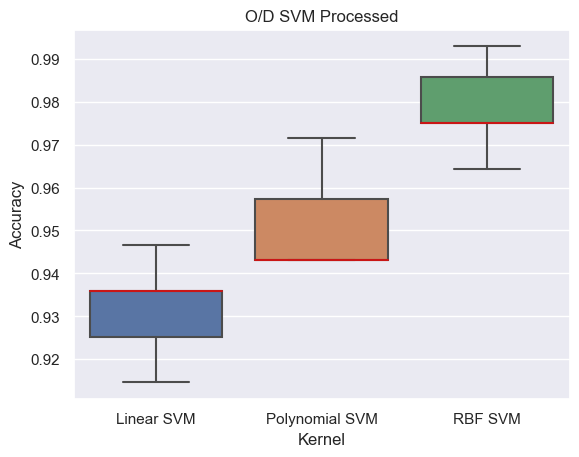 O/D SVM Processed
Accuracy
0.99
0.98
0.97
0.96
0.95
0.94
0.93
0.92
Linear SVM
Polynomial SVM
RBF SVM
Kernel